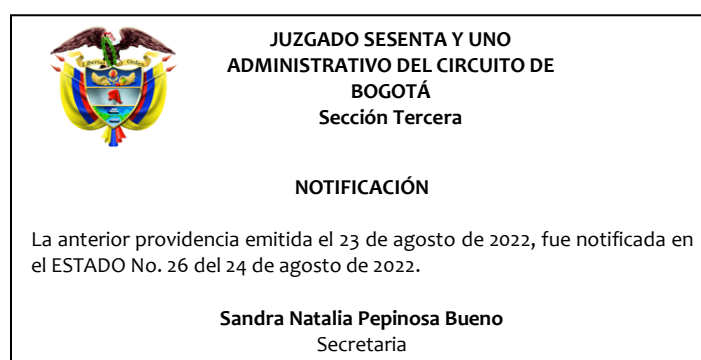 JUZGADO SESENTA Y UNO
ADMINISTRATIVO DEL CIRCUITO DE
BOGOTÁ
Sección Tercera
NOTIFICACIÓN
La anterior providencia emitida el 23 de agosto de 2022, fue notificada en
el ESTADO No. 26 del 24 de agosto de 2022.
Sandra Natalia Pepinosa Bueno
Secretaria